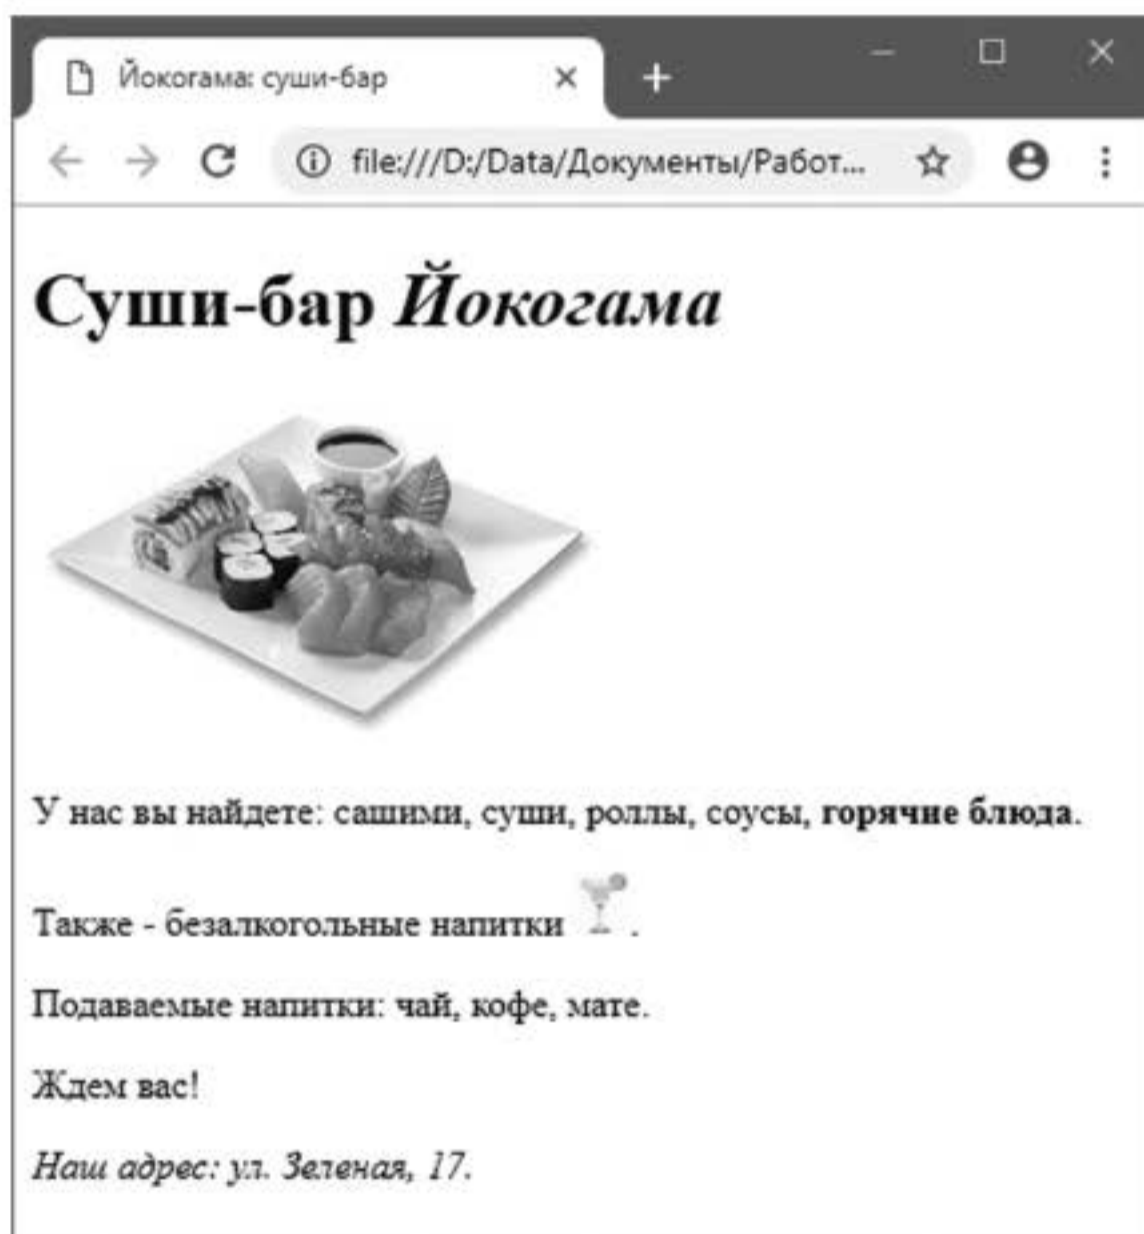 Йокогама: суши-бар
file:///D:/Data/Документы/Работ...
Суши-бар Йокогама
У нас вы найдете: сашими, суши, роллы, соусы, горячие блюда.
Также - безалкогольные напитки .
Подаваемые напитки: чай, кофе, мате.
Ждем вас!
Наш адрес: ул. Зеленая, 17.